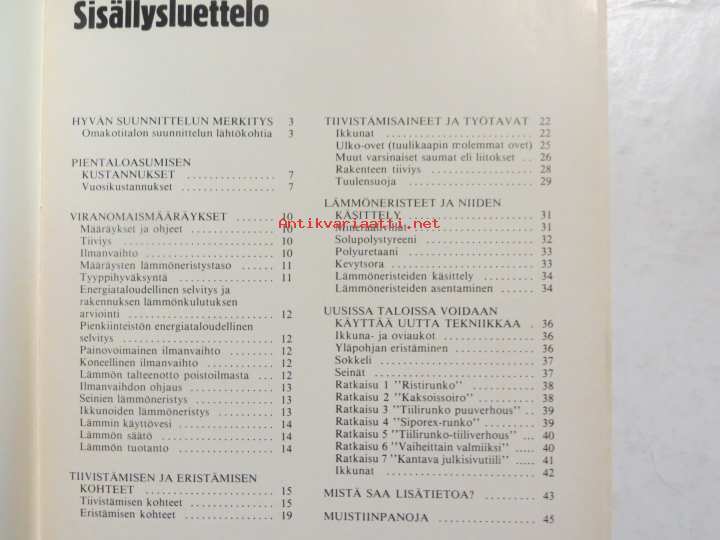 Sisällysluettelo
HYVÄN SUUNNITTELUN MERKITYS 3
Omakotitalon suunnittelun lähtökohtia 3
PIENTALOASUMISEN
KUSTANNUKSET ............ 7
Vuosikustannukset ............ 7
VIRANOMAISMÄÄRÄYKSET ...... 10
Määräykset ja ohjeet ............ 10
Tiiviys ............ 10
Ilmanvaihto ............ 10
Määräysten lämmöneristystaso ...... 11
Tyyppihyväksyntä ............ 11
Energiataloudellinen selvitys ja
rakennuksen lämmönkulutuksen
arviointi ............ 12
Pienkiinteistön energiataloudellinen
selvitys ............ 12
Painovoimainen ilmanvaihto ...... 12
Koneellinen ilmanvaihto ............ 12
Lämmön talteenotto poistoilmasta ... 12
Ilmanvaihdon ohjaus ............ 13
Seinien lämmöneristys ............ 13
Ikkunoiden lämmöneristys ............ 13
Lämmin käyttövesi ............ 14
Lämmön säätö ............ 14
Lämmön tuotanto ............ 14
TIIVISTÄMISEN JA ERISTÄMISEN
KOHTEET ............ 15
Tiivistämisen kohteet ............ 15
Eristämisen kohteet ............ 19
TIIVISTÄMISAINEET JA TYÖTAVAT 22
Ikkunat ............ 22
Ulko-ovet (tuulikaapin molemmat ovet) 25
Muut varsinaiset saumat eli liitokset .. 26
Rakenteen tiiviys ............ 28
Tuulensuoja ............ 29
LÄMMÖNERISTEET JA NIIDEN
KÄSITTELY ............ 31
Mineraalivillat ............ 31
Solupolystyreeni ............ 32
Polyuretaani ............ 33
Kevytsora ............ 33
Lämmöneristeiden käsittely ............ 34
Lämmöneristeiden asentaminen ...... 34
UUSISSA TALOISSA VOIDAAN
KÄYTTÄÄ UUTTA TEKNIIKKAA . 36
Ikkuna- ja oviaukot ............ 36
Yläpohjan eristäminen ............ 36
Sokkeli ............ 37
Seinät ............ 37
Ratkaisu 1 "Ristirunko" ............ 38
Ratkaisu 2 "Kaksoissoiro" ............ 38
Ratkaisu 3 "Tiilirunko puuverhous" .. 39
Ratkaisu 4 "Siporex-runko" ............ 39
Ratkaisu 5 "Tiilirunko-tiiliverhous" ... 40
Ratkaisu 6 "Vaiheittain valmiiksi" ..... 40
Ratkaisu 7 "Kantava julkisivutiili" ..... 41
Ikkunat ............ 42
MISTÄ SAA LISÄTIETOA? ............ 43
MUISTIINPANOJA ............ 45
Antikvariaatti.net